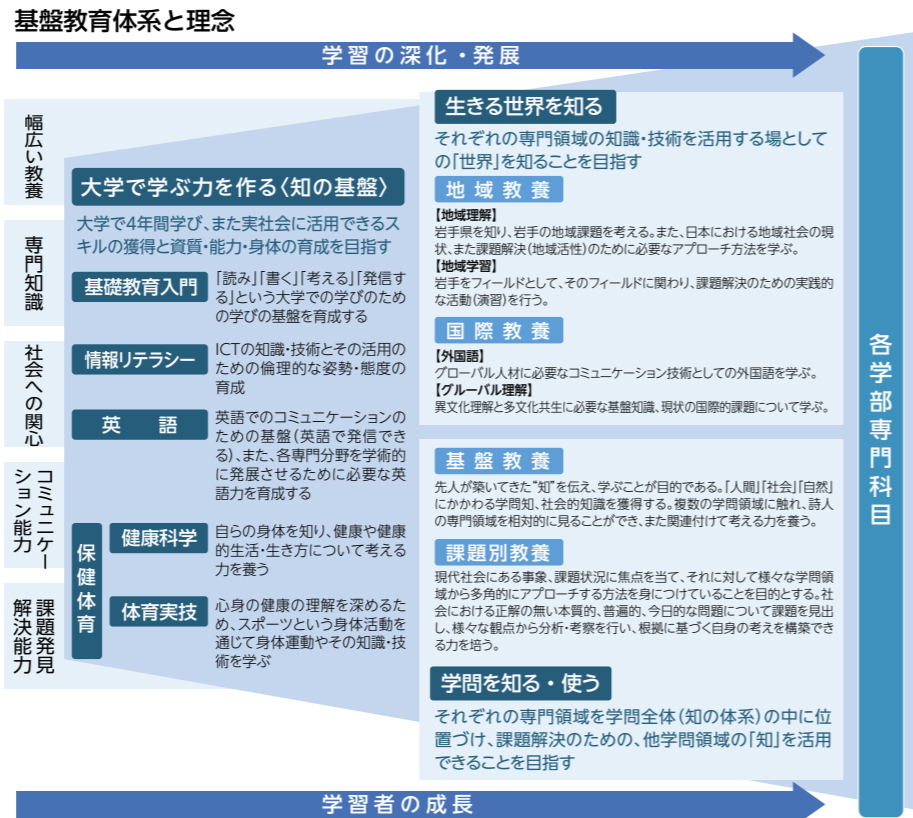 基盤教育体系と理念
学習の深化・発展
幅広い教養
専門知識
社会への関心
コミュニケー
ション能力
課題発見
解決能力
大学で学ぶ力を作る〈知の基盤〉
大学で4年間学び、また実社会に活用できるス
キルの獲得と資質・能力・身体の育成を目指す
基礎教育入門
「読み」「書く」「考える」「発信す
る」という大学での学びのため
の学びの基盤を育成する
情報リテラシー
ICTの知識・技術とその活用の
ための倫理的な姿勢・態度の
育成
英語
英語でのコミュニケーションの
ための基盤(英語で発信でき
る)、また、各専門分野を学術的
に発展させるために必要な英
語力を育成する
保健体育
健康科学
自らの身体を知り、健康や健康
的生活・生き方について考える
力を養う
体育実技
心身の健康の理解を深めるた
め、スポーツという身体活動を
通じて身体運動やその知識・技
術を学ぶ
生きる世界を知る
それぞれの専門領域の知識・技術を活用する場として
の「世界」を知ることを目指す
地域教養
【地域理解】
岩手県を知り、岩手の地域課題を考える。また、日本における地域社会の現
状、また課題解決(地域活性)のために必要なアプローチ方法を学ぶ。
【地域学習】
岩手をフィールドとして、そのフィールドに関わり、課題解決のための実践的
な活動(演習)を行う。
国際教養
【外国語】
グローバル人材に必要なコミュニケーション技術としての外国語を学ぶ。
【グルーバル理解】
異文化理解と多文化共生に必要な基礎知識、現状の国際的課題について学ぶ。
基盤教養
先人が築いてきた"知"を伝え、学ぶことが目的である。「人間」「社会」「自然」
にかかわる学問知、社会的知識を獲得する。複数の学問領域に触れ、詩人
の専門領域を相対的に見ることができ、また関連付けて考える力を養う。
課題別教養
現代社会にある事象、課題状況に焦点を当て、それに対して様々な学問領
域から多角的にアプローチする方法を身につけていることを目的とする。社
会における正解の無い本質的、普遍的、今日的な問題について課題を見出
し、様々な観点から分析・考察を行い、根拠に基づく自身の考えを構築でき
る力を培う。
学問を知る・使う
それぞれの専門領域を学問全体(知の体系)の中に位
置づけ、課題解決のための、他学問領域の「知」を活用
できることを目指す
各学部専門科目
学習者の成長